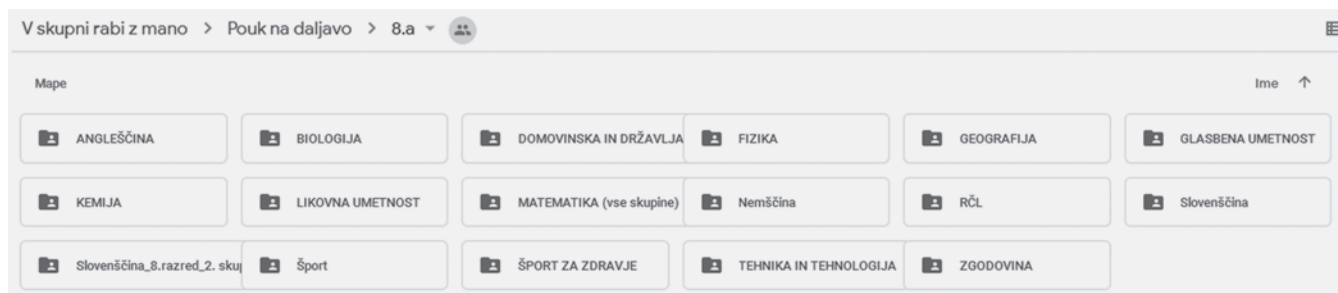 V skupni rabi z mano > Pouk na daljavo > 8.a
Mape Ime ↑
ANGLEŠČINA BIOLOGIJA DOMOVINSKA IN DRŽAVLJA FIZIKA GEOGRAFIJA GLASBENA UMETNOST
KEMIJA LIKOVNA UMETNOST MATEMATIKA (vse skupine) Nemščina RČL Slovenščina
Slovenščina_8.razred_2. skup Šport ŠPORT ZA ZDRAVJE TEHNIKA IN TEHNOLOGIJA ZGODOVINA